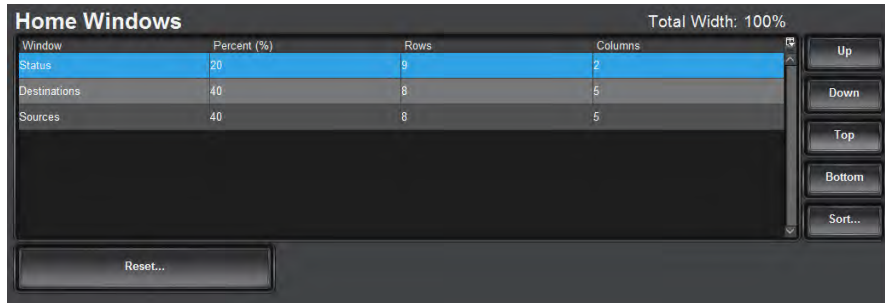 Home Windows Total Width: 100%
Window Percent (%) Rows Columns
Status 20 9 2
Destinations 40 8 5
Sources 40 8 5
Up
Down
Top
Bottom
Sort...
Reset...